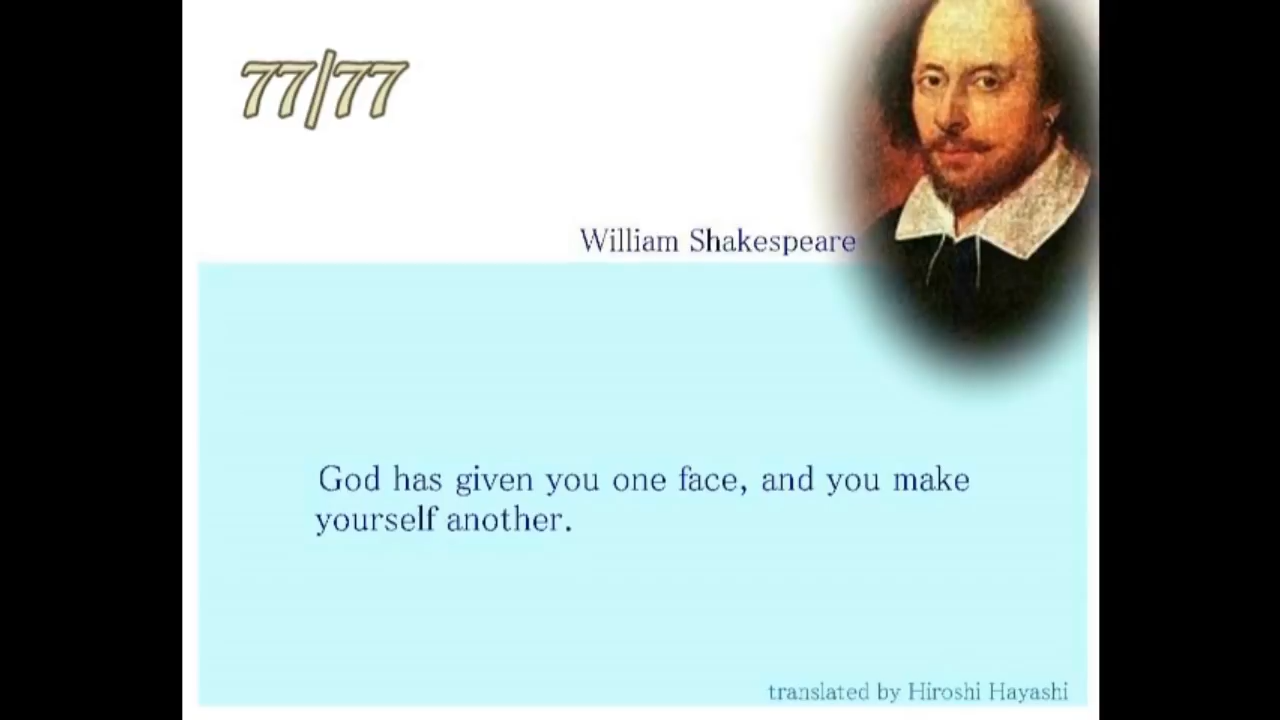 77/77
William Shakespeare
God has given you one face, and you make
yourself another.
translated by Hiroshi Hayashi